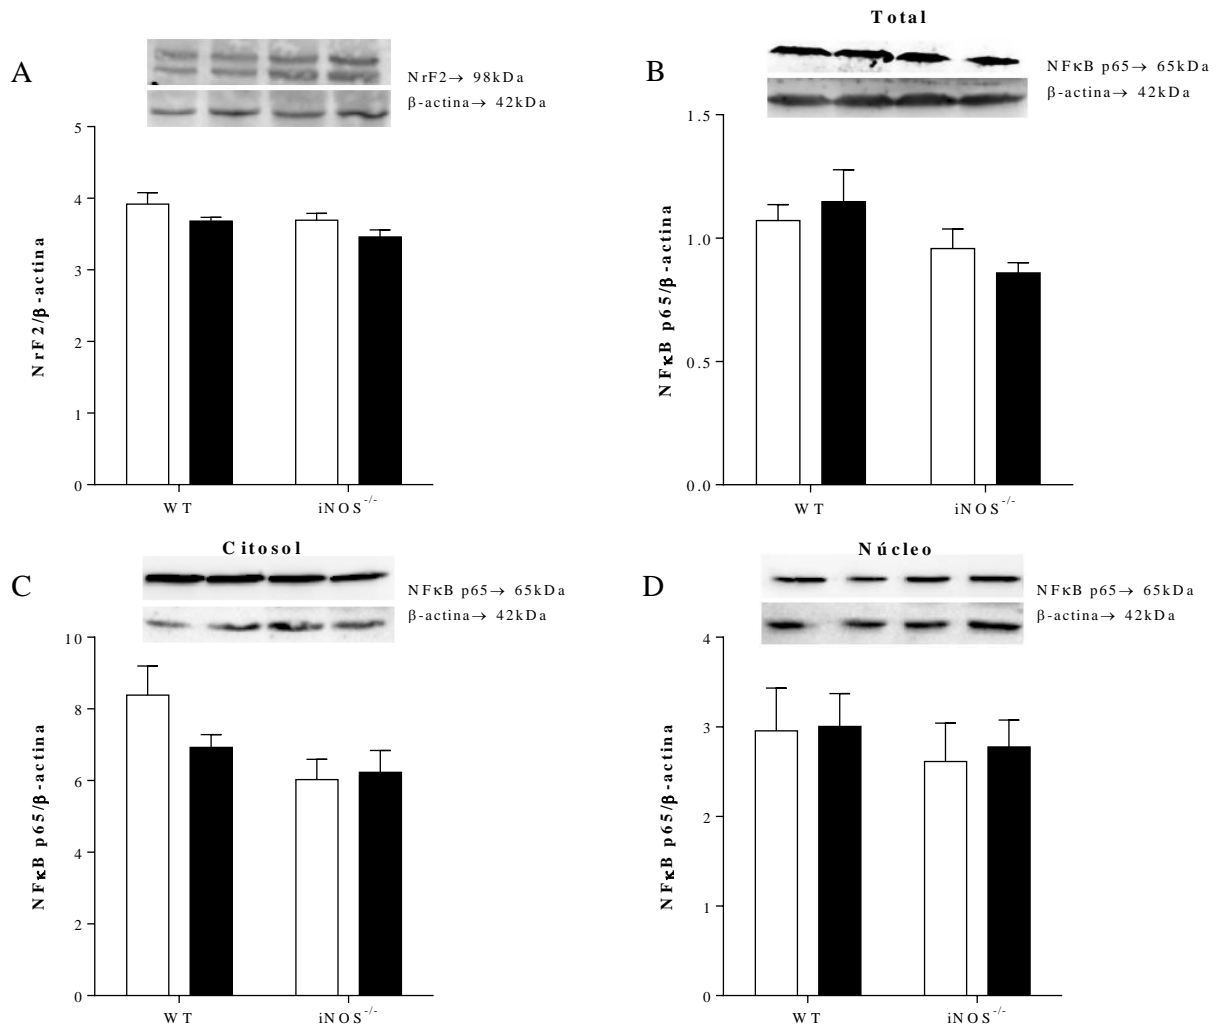 A
NrF2→ 98kDa
β-actina→ 42kDa
NrF2/β-actina
5
4
3
2
1
0
WT
iNOS-/-
B
Total
NFκB p65→ 65kDa
β-actina→ 42kDa
NFκB p65/β-actina
1.5
1.0
0.5
0.0
WT
iNOS-/-
C
Citosol
NFκB p65→ 65kDa
β-actina→ 42kDa
NFκB p65/β-actina
10
8
6
4
2
0
WT
iNOS-/-
D
Núcleo
NFκB p65→ 65kDa
β-actina→ 42kDa
NFκB p65/β-actina
4
3
2
1
0
WT
iNOS-/-